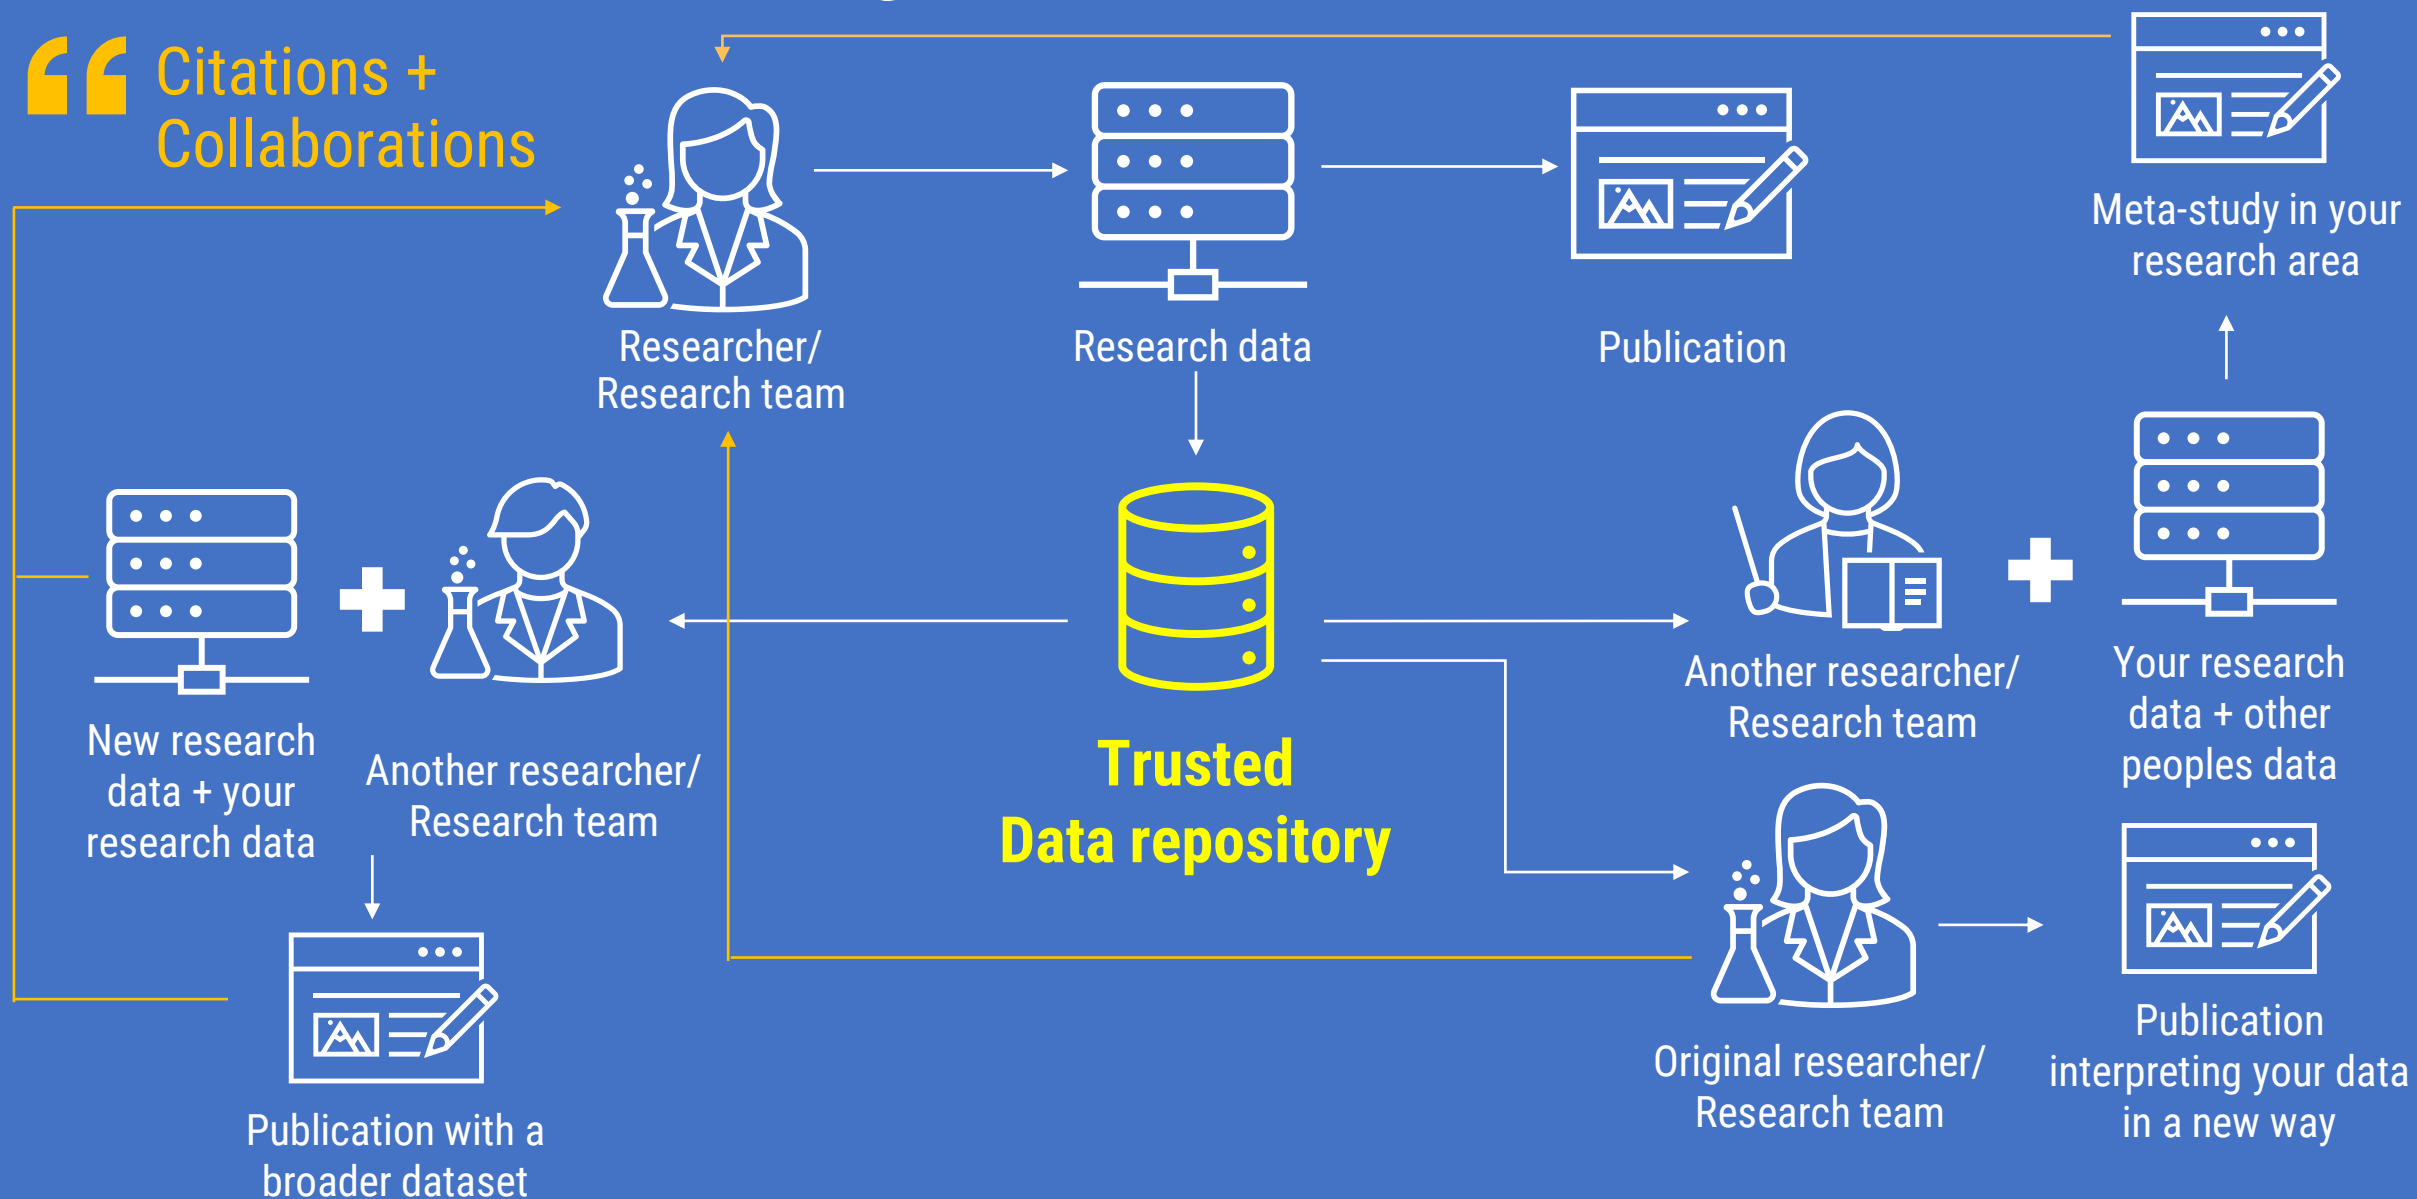 “ Citations +
Collaborations
Researcher/
Research team
Research data
Publication
Meta-study in your
research area
New research
data + your
research data
Another researcher/
Research team
Trusted
Data repository
Another researcher/
Research team
Your research
data + other
peoples data
Original researcher/
Research team
Publication
interpreting your data
in a new way
Publication with a
broader dataset